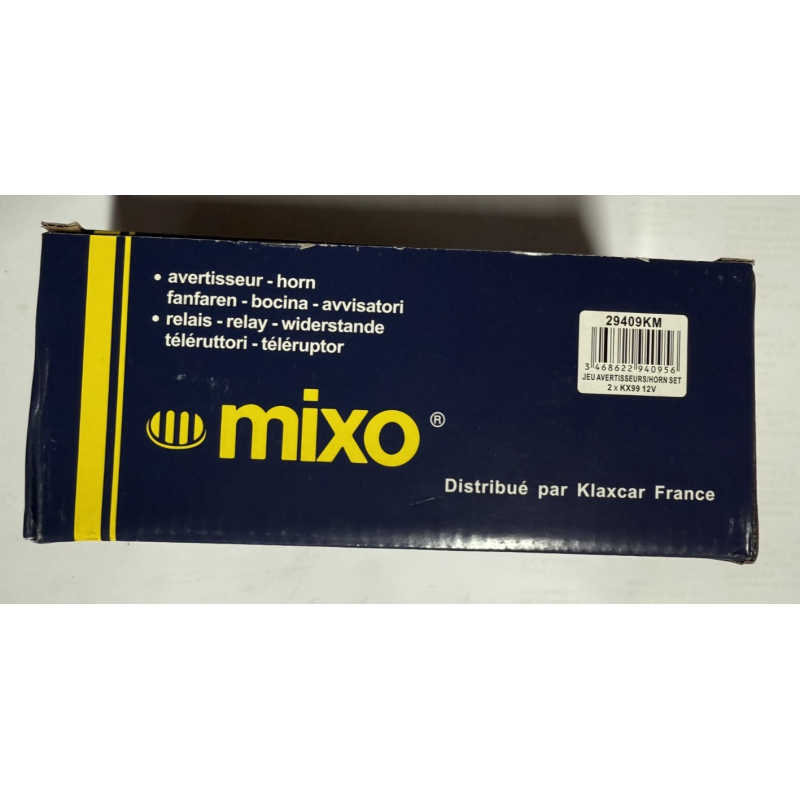 • avertisseur - horn
fanfaren - bocina - avvisatori
• relais - relay - widerstande
téléruttori - téléruptor
mixo®
29409KM
3 468622 940956
JEU AVERTISSEURS/HORN SET
2 x KX99 12V
Distribué par Klaxcar France